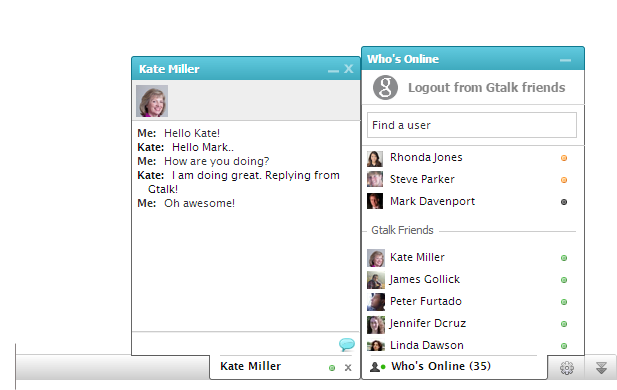 Kate Miller
X
Me: Hello Kate!
Kate: Hello Mark..
Me: How are you doing?
Kate: I am doing great. Replying from
Gtalk!
Me: Oh awesome!
Kate Miller x
Who's Online
g Logout from Gtalk friends
Find a user
Rhonda Jones
Steve Parker
Mark Davenport
Gtalk Friends
Kate Miller
James Gollick
Peter Furtado
Jennifer Dcruz
Linda Dawson
Who's Online (35)